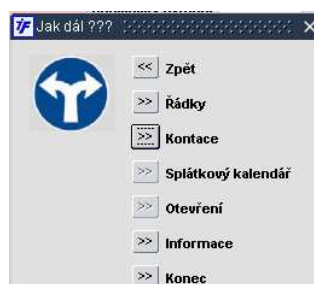 Jak dál ???
<< Zpět
>> Řádky
>> Kontace
>> Splátkový kalendář
>> Otevření
>> Informace
>> Konec